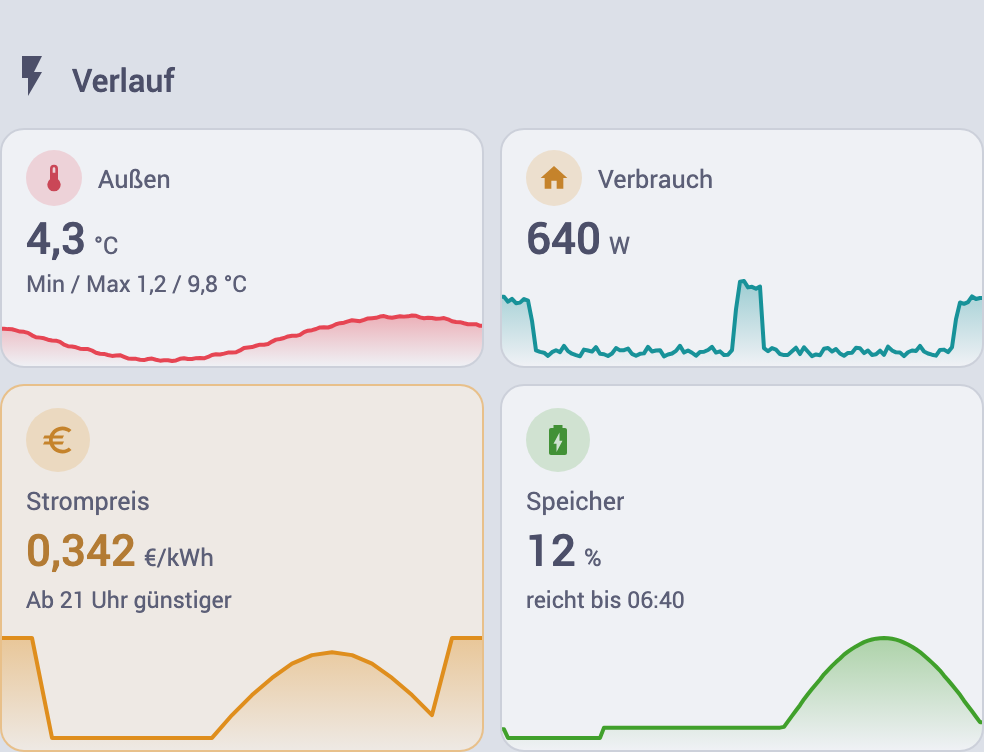 Verlauf
Außen
4,3 °C
Min / Max 1,2 / 9,8 °C
Verbrauch
640 W
€
Strompreis
0,342 €/kWh
Ab 21 Uhr günstiger
Speicher
12 %
reicht bis 06:40